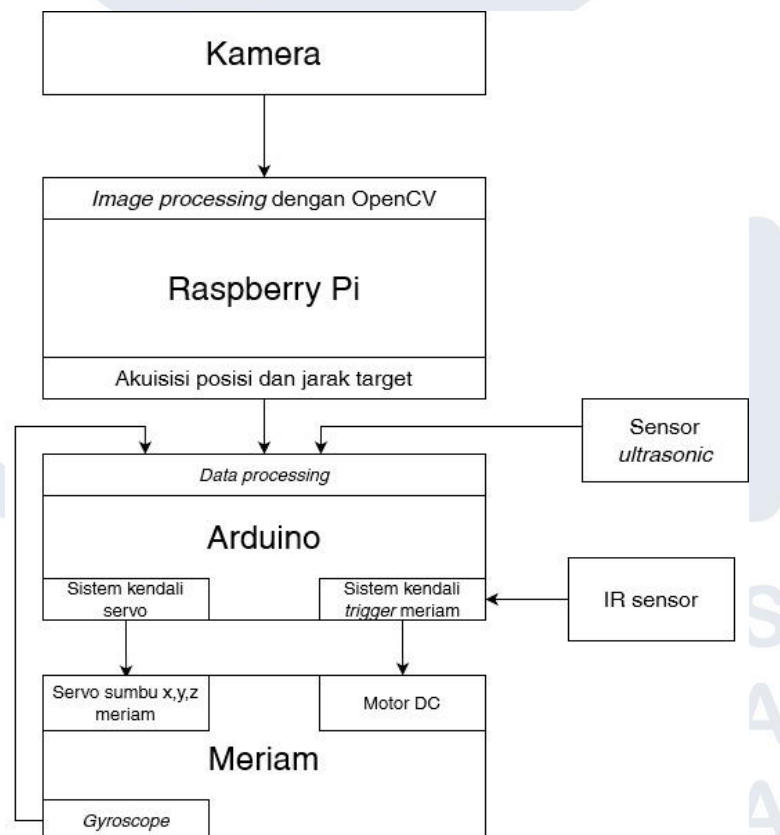 Kamera
Image processing dengan OpenCV
Raspberry Pi
Akuisisi posisi dan jarak target
Sensor
ultrasonic
Data processing
Arduino
Sistem kendali
servo
Sistem kendali
trigger meriam
IR sensor
Servo sumbu x,y,z
meriam
Motor DC
Meriam
Gyroscope
S
A
A